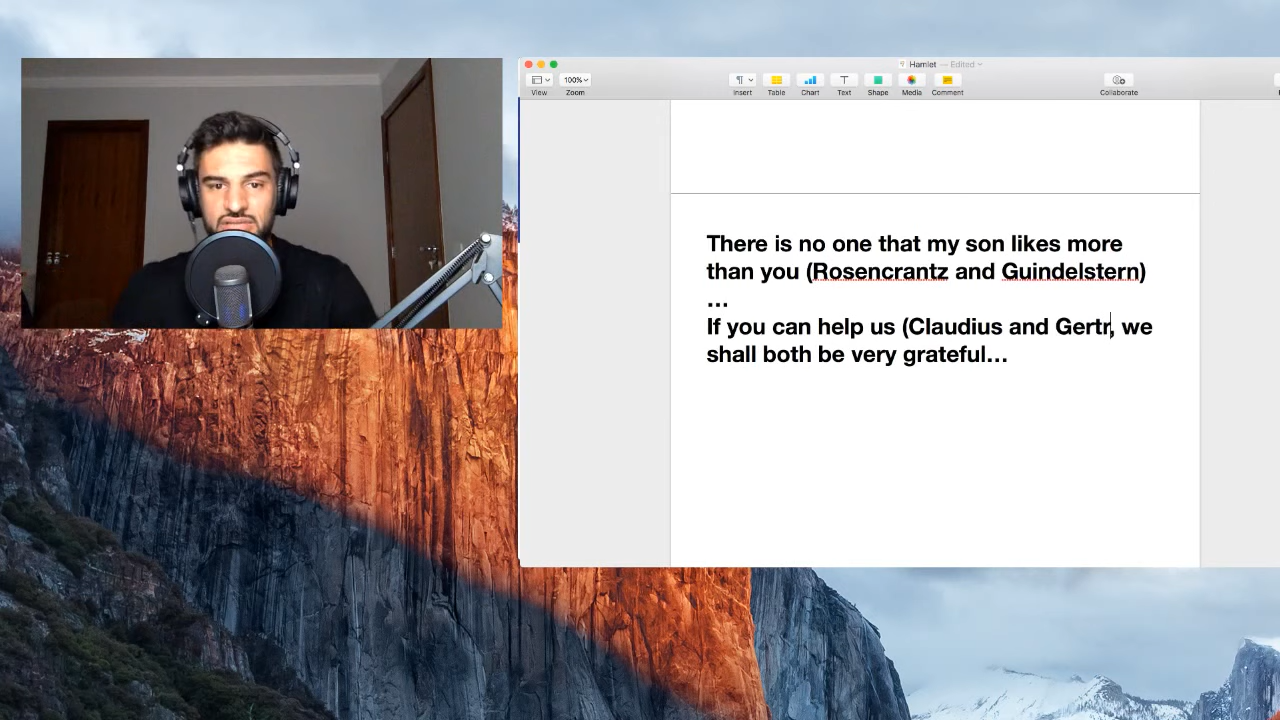 Hamlet — Edited
100%
View
Zoom
Insert
Table
Chart
Text
Shape
Media
Comment
Collaborate
There is no one that my son likes more
than you (Rosencrantz and Guindelstern)
…
If you can help us (Claudius and Gertr, we
shall both be very grateful…